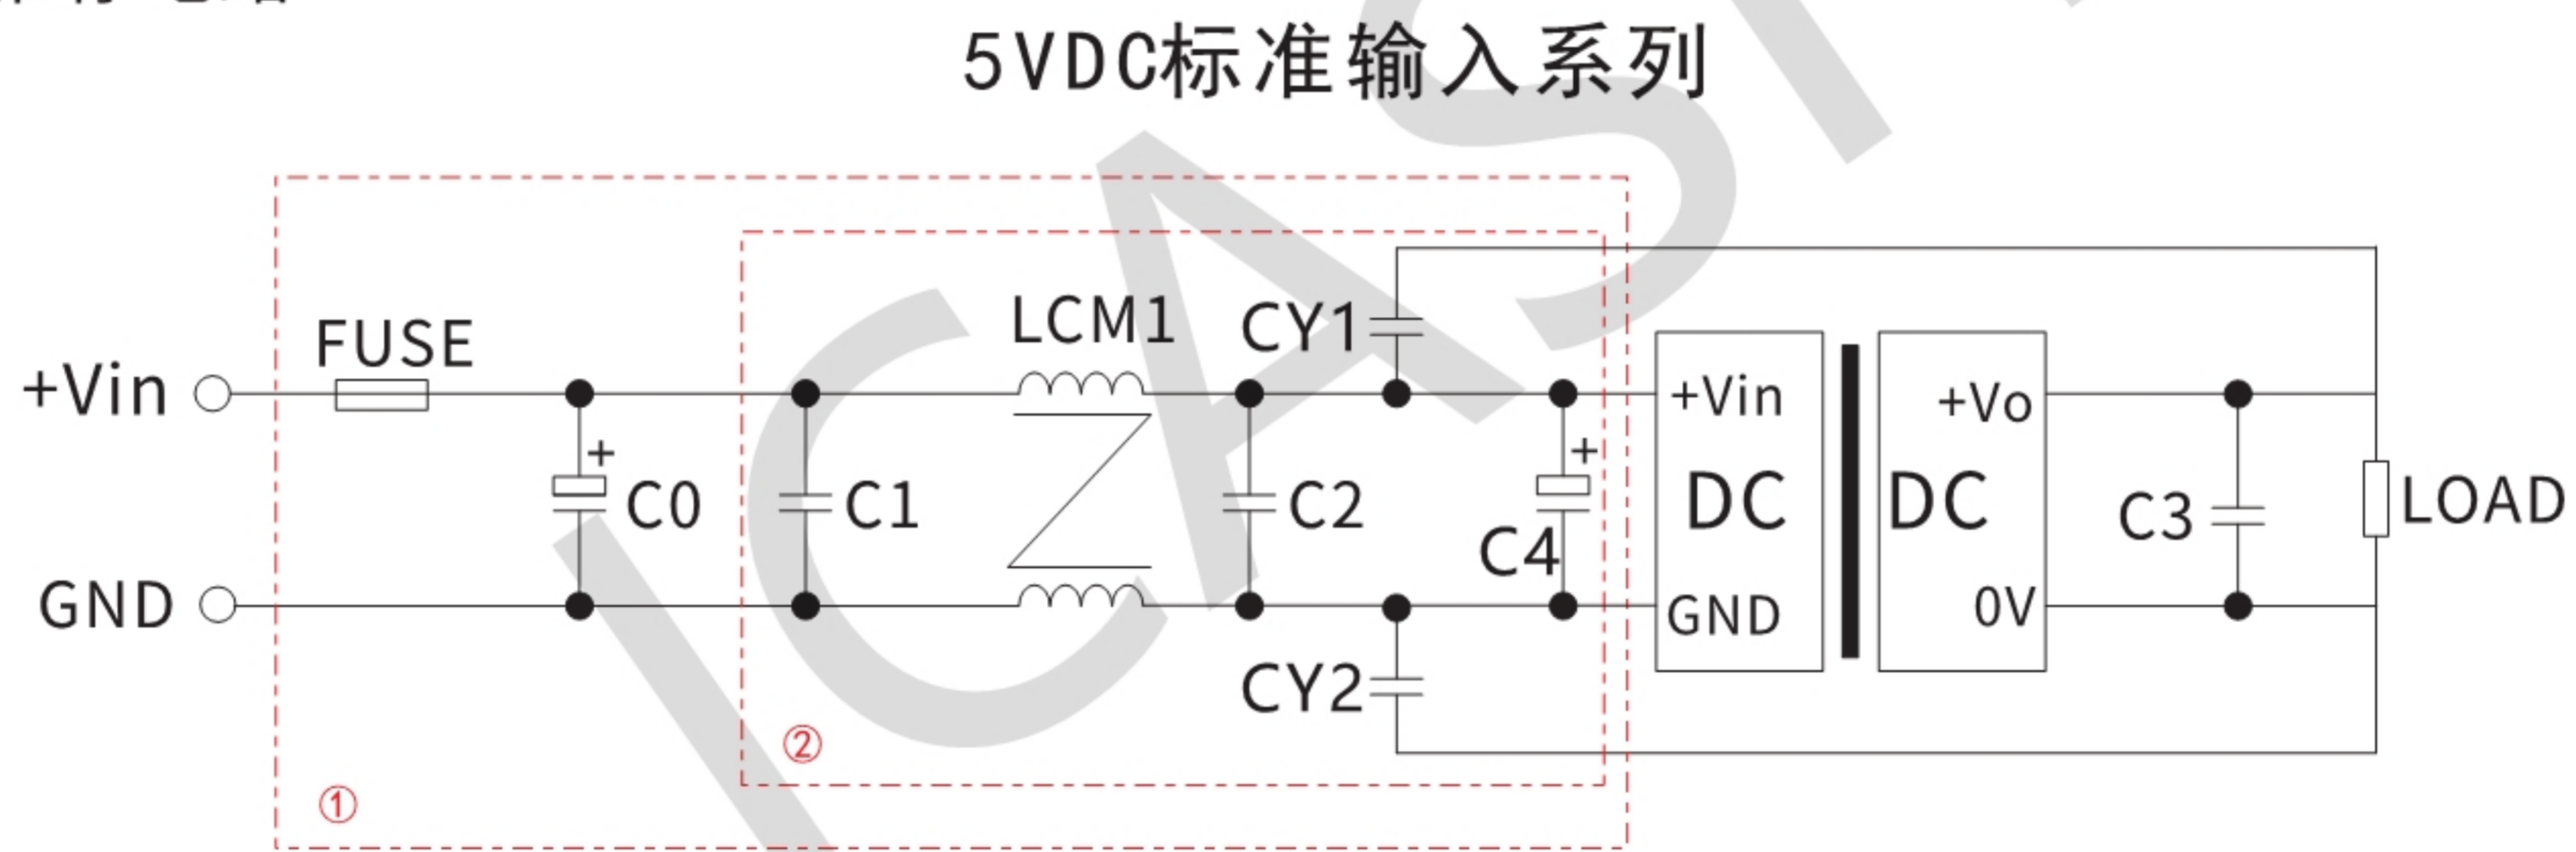 5VDC标准输入系列
FUSE
LCM1
CY1
+Vin
+Vin
+Vo
+
+
C0
C1
C2
C4
DC
DC
C3
LOAD
GND
GND
0V
CY2
②
①
ICAS